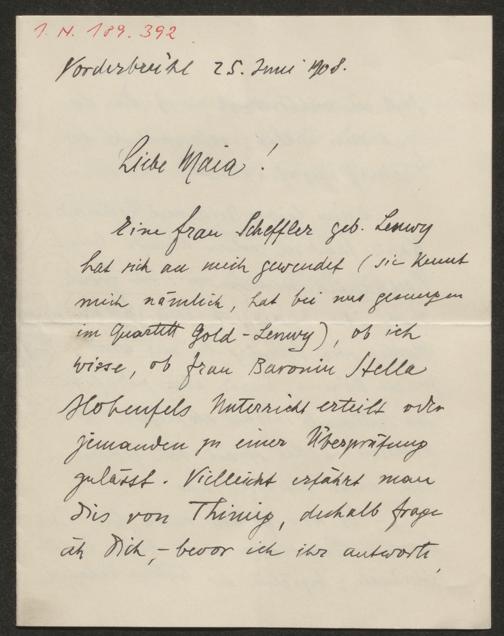 I. N. 189.392
Vorderbrühl 25. Juni 908.
Liebe Maia!
Eine Frau Scheffler geb. Lenwy
hat sich an mich gewendet (sie kennt
mich nämlich, hat bei uns gesungen
im Quartett Gold-Lenwy), ob ich
wisse, ob Frau Baronin Stella
Hohenfels Unterricht erteilt oder
jemanden zu einer Überprüfung
zulässt. Vielleicht erfährt man
dies von Thimig, deshalb frage
ich Dich, – bevor ich ihr antworte,